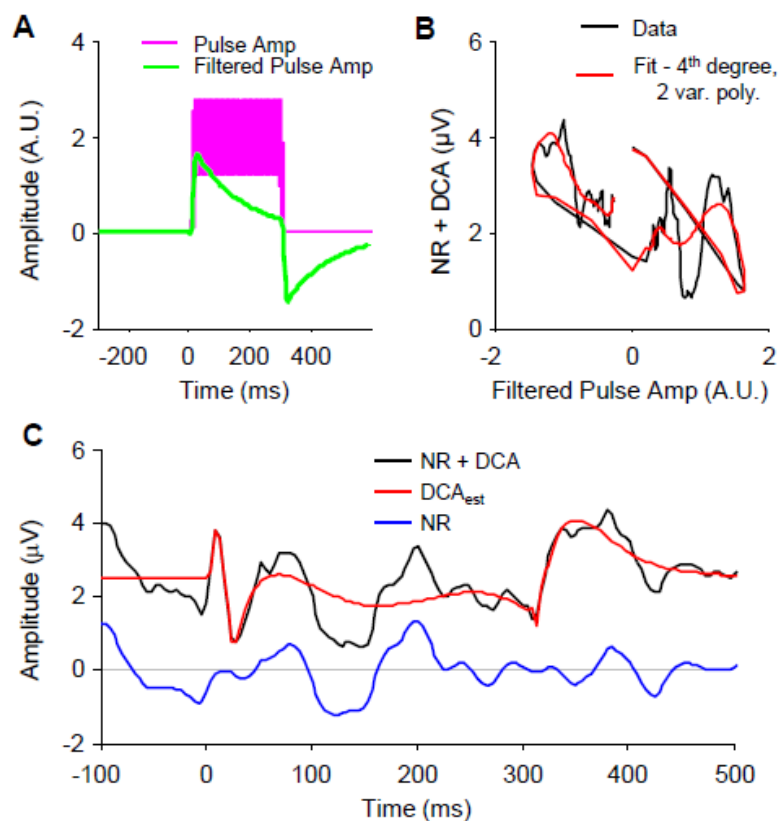 A
Pulse Amp
Filtered Pulse Amp
4
2
0
-2
Amplitude (A.U.)
-200 0 200 400
Time (ms)
B
Data
Fit - 4th degree,
2 var. poly.
6
4
2
0
NR + DCA (µV)
-2 0 2
Filtered Pulse Amp (A.U.)
C
NR + DCA
DCAest
NR
6
4
2
0
-2
Amplitude (µV)
-100 0 100 200 300 400 500
Time (ms)